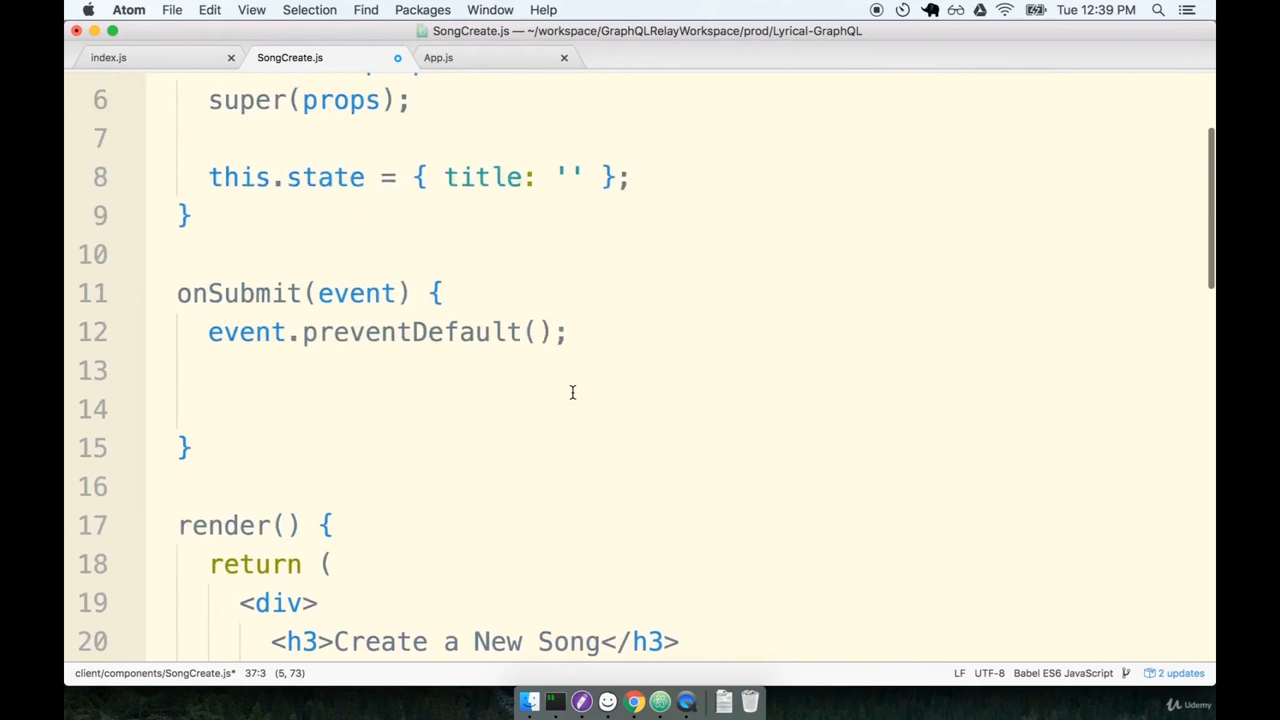 Atom File Edit View Selection Find Packages Window Help Tue 12:39 PM
SongCreate.js — ~/workspace/GraphQLRelayWorkspace/prod/Lyrical-GraphQL
index.js SongCreate.js App.js
6 super(props);
7
8 this.state = { title: '' };
9 }
10
11 onSubmit(event) {
12 event.preventDefault();
13
14
15 }
16
17 render() {
18 return (
19 <div>
20 <h3>Create a New Song</h3>
client/components/SongCreate.js* 37:3 (5, 73) LF UTF-8 Babel ES6 JavaScript 2 updates
Udemy